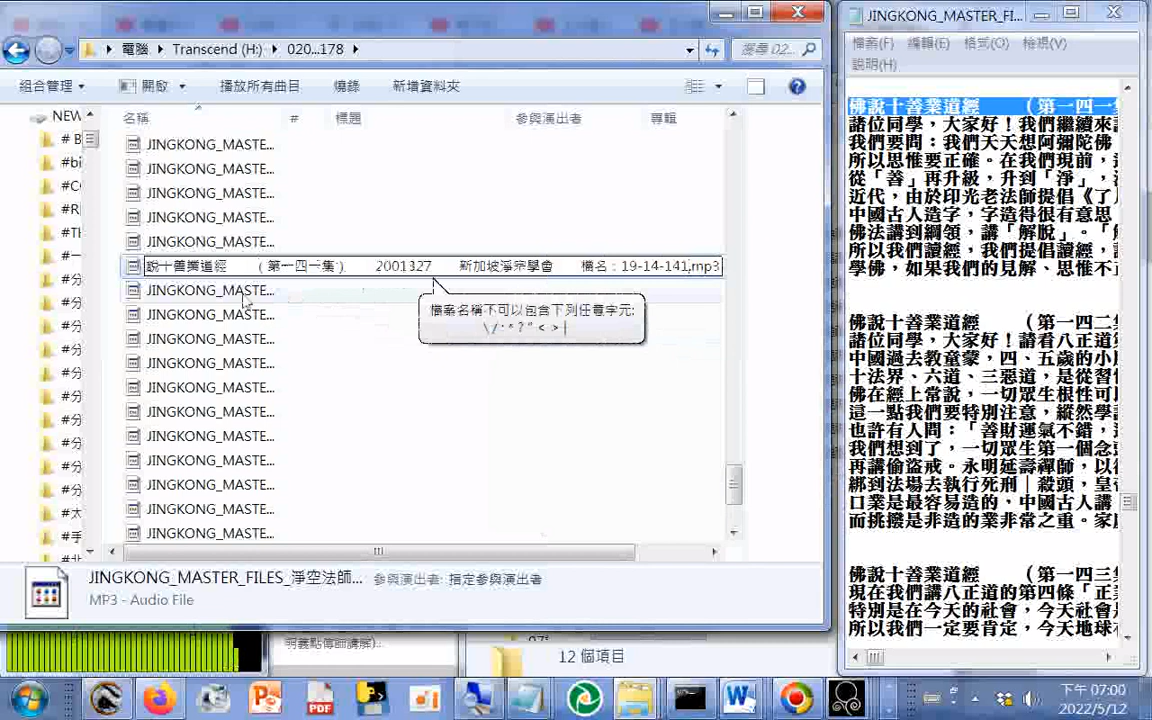 電腦 ▸ Transcend (H:) ▸ 020...178 ▸
搜尋 02...
組合管理
開啟
播放所有曲目
燒錄
新增資料夾
名稱
#
標題
參與演出者
專輯
NEW
# B
#bi
#C
#R
#TH
#一
#分
#分
#分
#分
#分
#分
#分
#分
#分
#太
#手
JINGKONG_MASTE...
JINGKONG_MASTE...
JINGKONG_MASTE...
JINGKONG_MASTE...
JINGKONG_MASTE...
說十善業道經 (第一四一集) 2001327 新加坡淨宗學會 檔名：19-14-141.mp3
JINGKONG_MASTE...
檔案名稱不可以包含下列任意字元:
\ / : * ? " < > |
JINGKONG_MASTE...
JINGKONG_MASTE...
JINGKONG_MASTE...
JINGKONG_MASTE...
JINGKONG_MASTE...
JINGKONG_MASTE...
JINGKONG_MASTE...
JINGKONG_MASTE...
JINGKONG_MASTE...
JINGKONG_MASTE...
JINGKONG_MASTER_FILES_淨空法師...
參與演出者: 指定參與演出者
MP3 - Audio File
明義點傳師講解).
12 個項目
JINGKONG_MASTER_FI...
檔案(F) 編輯(E) 格式(O) 檢視(V)
說明(H)
佛說十善業道經 (第一四一集
諸位同學，大家好！我們繼續來
我們要問：我們天天想阿彌陀佛
所以思惟要正確。在我們現前，
從「善」再升級，升到「淨」，
近代，由於印光老法師提倡《了
中國古人造字，字造得很有意思
佛法講到綱領，講「解脫」。「
所以我們讀經，我們提倡讀經，
學佛，如果我們的見解、思惟不
佛說十善業道經 (第一四二集
諸位同學，大家好！請看八正道
中國過去教童蒙，四、五歲的小
十法界、六道、三惡道，是從習
佛在經上常說，一切眾生根性
這一點我們要特別注意，縱然學
也許有人問：「善財運氣不錯，
我們想到了，一切眾生第一個念
再講偷盜戒。永明延壽禪師，以
綁到法場去執行死刑｜殺頭，皇
口業是最容易造的，中國古人講
而挑撥是非造的業非常之重。家
佛說十善業道經 (第一四三集
現在我們講八正道的第四條「正
特別是在今天的社會，今天社會
所以我們一定要肯定，今天地球
下午 07:00
2022/5/12